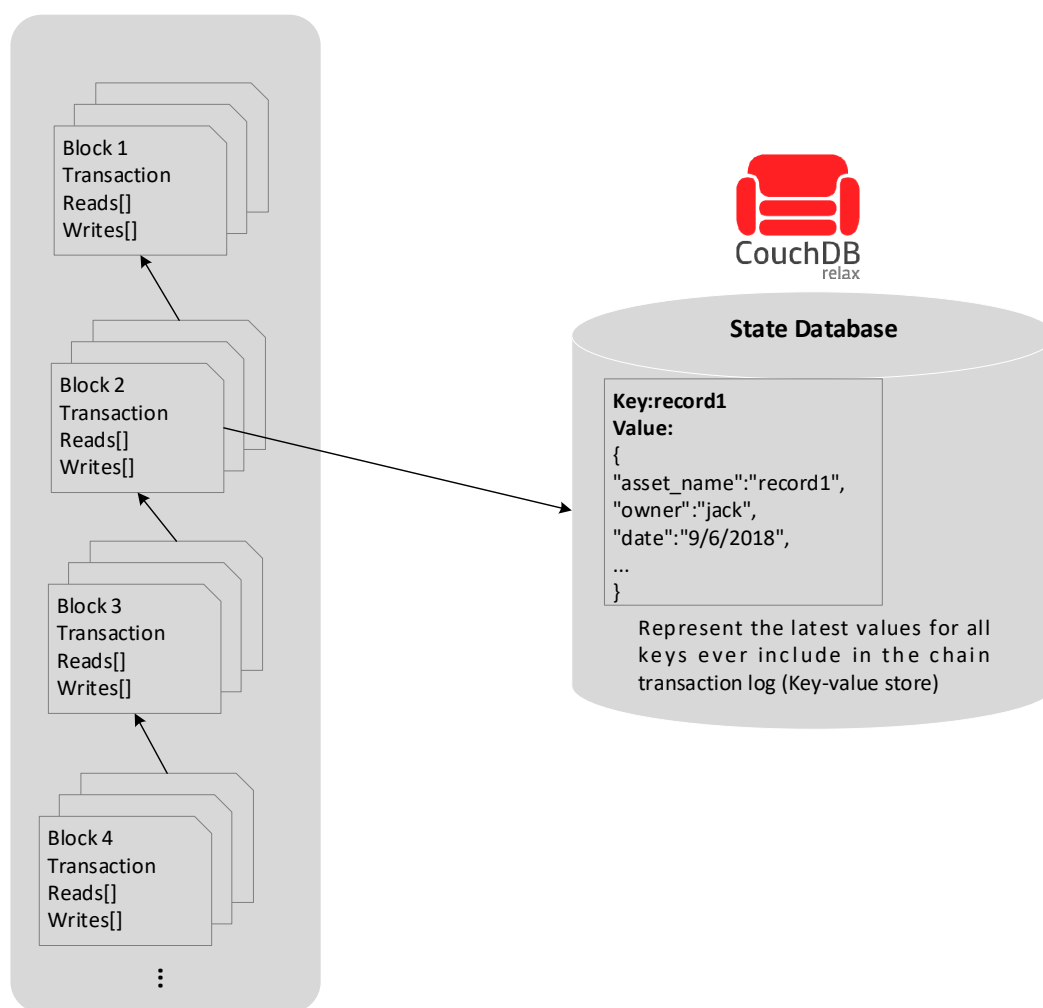 Block 1
Transaction
Reads[]
Writes[]
Block 2
Transaction
Reads[]
Writes[]
Block 3
Transaction
Reads[]
Writes[]
Block 4
Transaction
Reads[]
Writes[]
...
CouchDB
relax
State Database
Key:record1
Value:
{
"asset_name":"record1",
"owner":"jack",
"date":"9/6/2018",
...
}
Represent the latest values for all
keys ever include in the chain
transaction log (Key-value store)